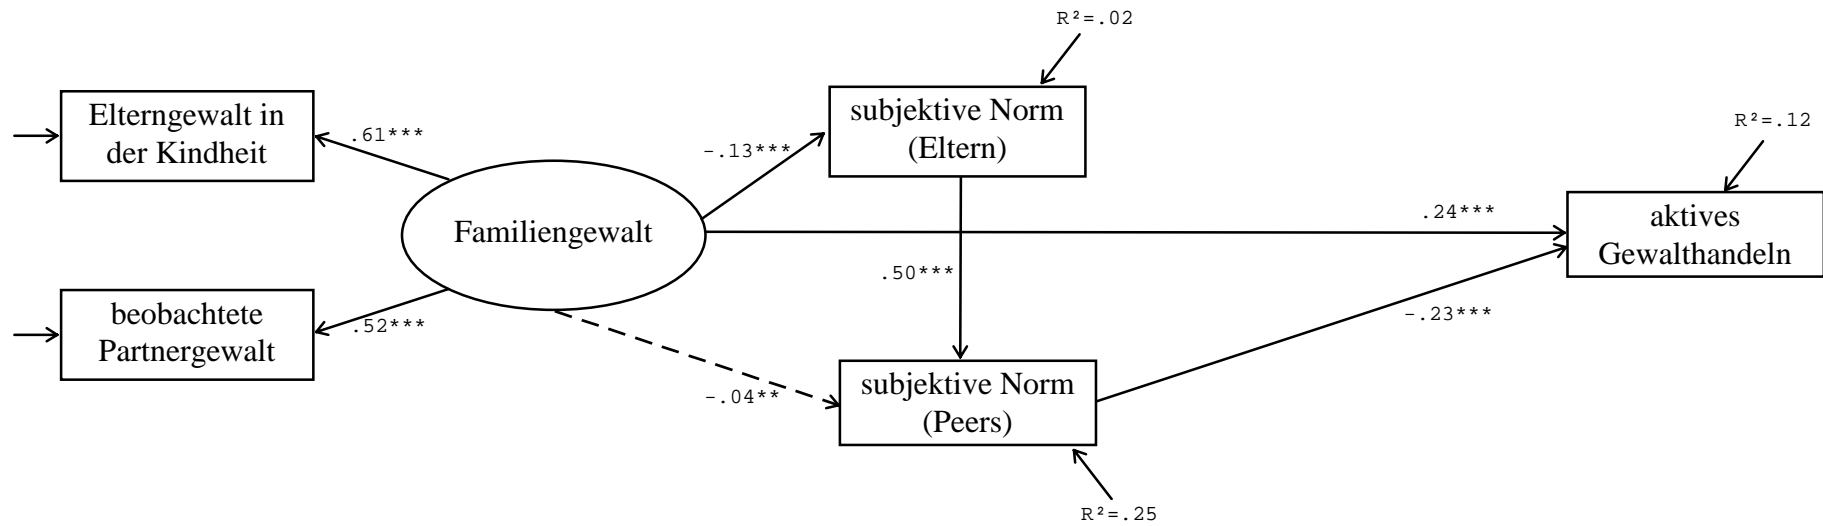 R²=.02
Elterngewalt in
der Kindheit
.61***
subjektive Norm
(Eltern)
-.13***
R²=.12
Familiengewalt
.24***
aktives
Gewalthandeln
.50***
beobachtete
Partnergewalt
.52***
-.23***
-.04**
subjektive Norm
(Peers)
R²=.25